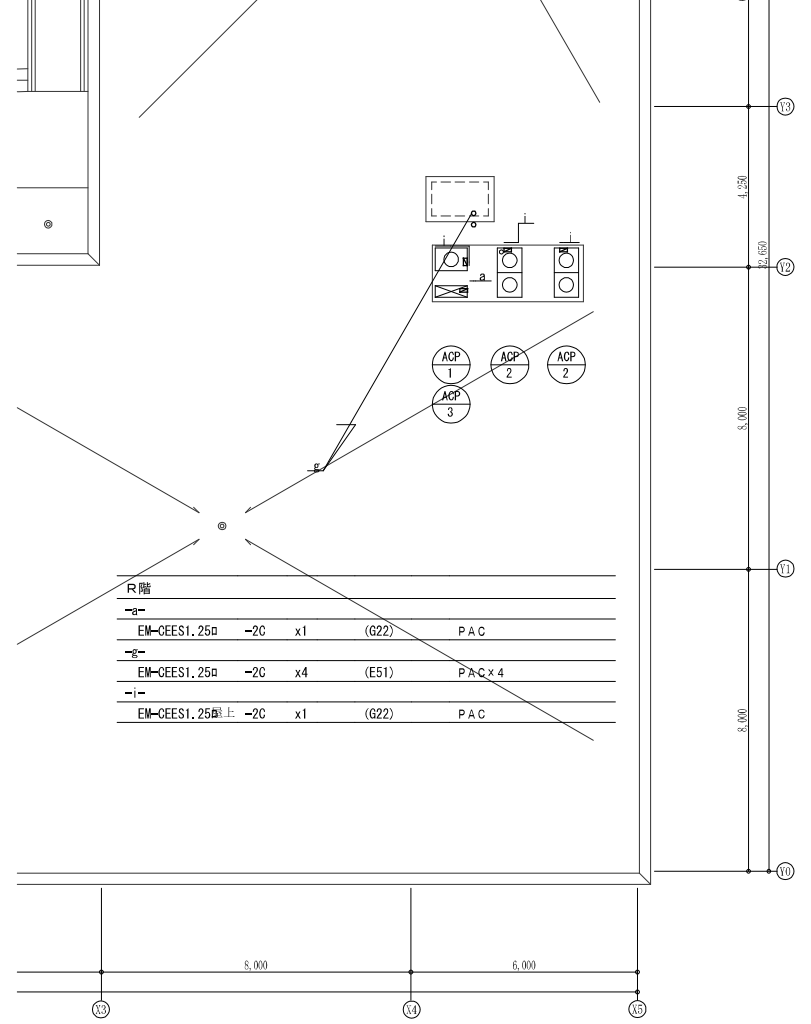 Y3
4,250
32,650
i
i
i
Y2
a
ACP
1
ACP
2
ACP
2
ACP
3
8,000
g
Y1
R階
-a-
EM-CEES1.25□ -2C x1 (G22) PAC
-g-
EM-CEES1.25□ -2C x4 (E51) PAC×4
-i-
EM-CEES1.25□ 屋上 -2C x1 (G22) PAC
8,000
Y0
8,000
6,000
X3
X4
X5